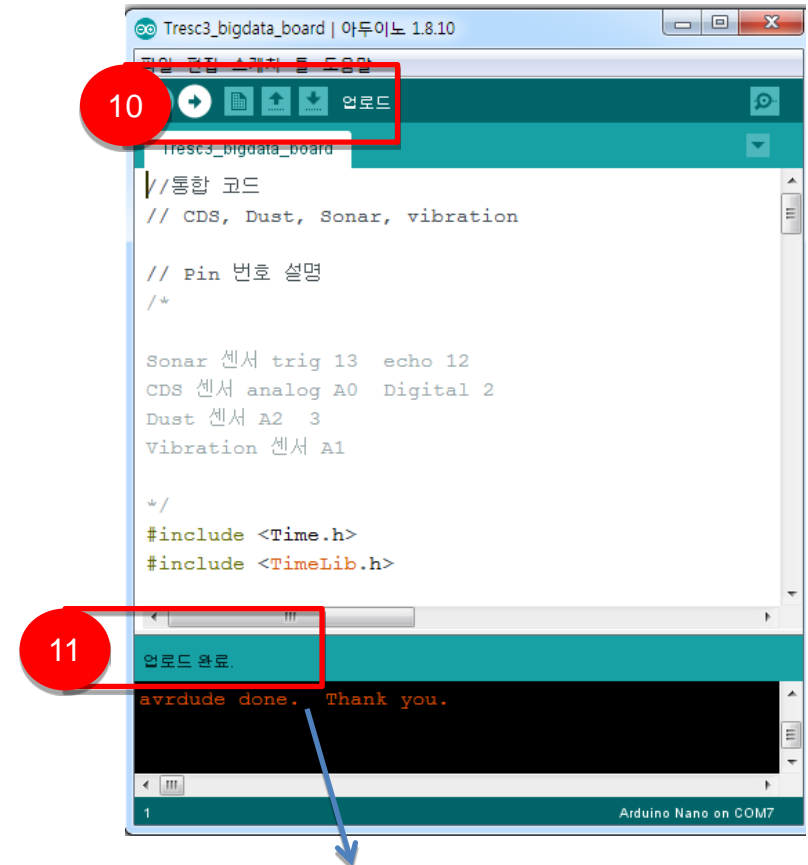 Tresc3_bigdata_board | 아두이노 1.8.10
파일 편집 스케치 툴 도움말
10
업로드
Tresc3_bigdata_board
//통합 코드
// CDS, Dust, Sonar, vibration
// Pin 번호 설명
/*
Sonar 센서 trig 13 echo 12
CDS 센서 analog A0 Digital 2
Dust 센서 A2 3
Vibration 센서 A1
*/
#include <Time.h>
#include <TimeLib.h>
11
업로드 완료.
avrdude done. Thank you.
1
Arduino Nano on COM7